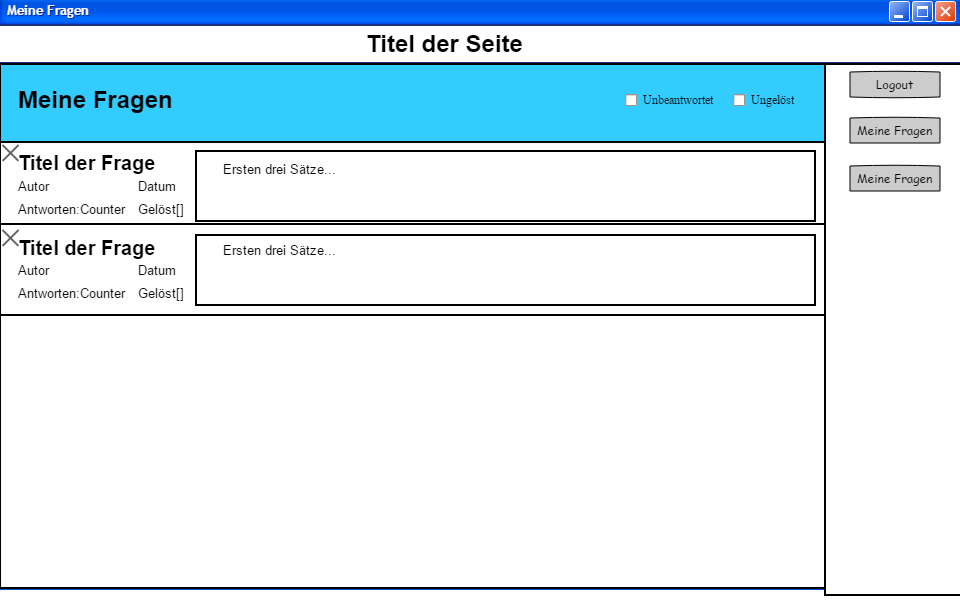 Meine Fragen
Titel der Seite
Meine Fragen
Unbeantwortet
Ungelöst
Logout
Meine Fragen
Meine Fragen
Titel der Frage
Autor Datum
Antworten:Counter Gelöst[]
Ersten drei Sätze...
Titel der Frage
Autor Datum
Antworten:Counter Gelöst[]
Ersten drei Sätze...